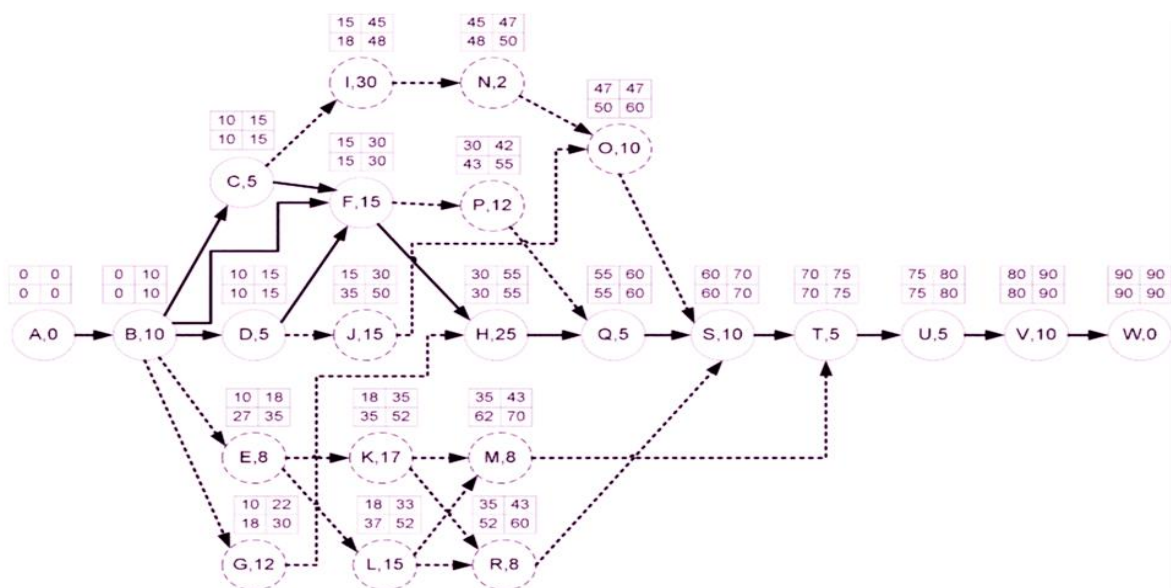 15 45
18 48
45 47
48 50
I,30
N,2
47 47
50 60
O,10
10 15
10 15
C,5
15 30
15 30
F,15
30 42
43 55
P,12
0 0
0 0
A,0
0 10
0 10
B,10
10 15
10 15
D,5
15 30
35 50
J,15
30 55
30 55
H,25
55 60
55 60
Q,5
60 70
60 70
S,10
70 75
70 75
T,5
75 80
75 80
U,5
80 90
80 90
V,10
90 90
90 90
W,0
10 18
27 35
E,8
18 35
35 52
K,17
35 43
62 70
M,8
10 22
18 30
G,12
18 33
37 52
L,15
35 43
52 60
R,8